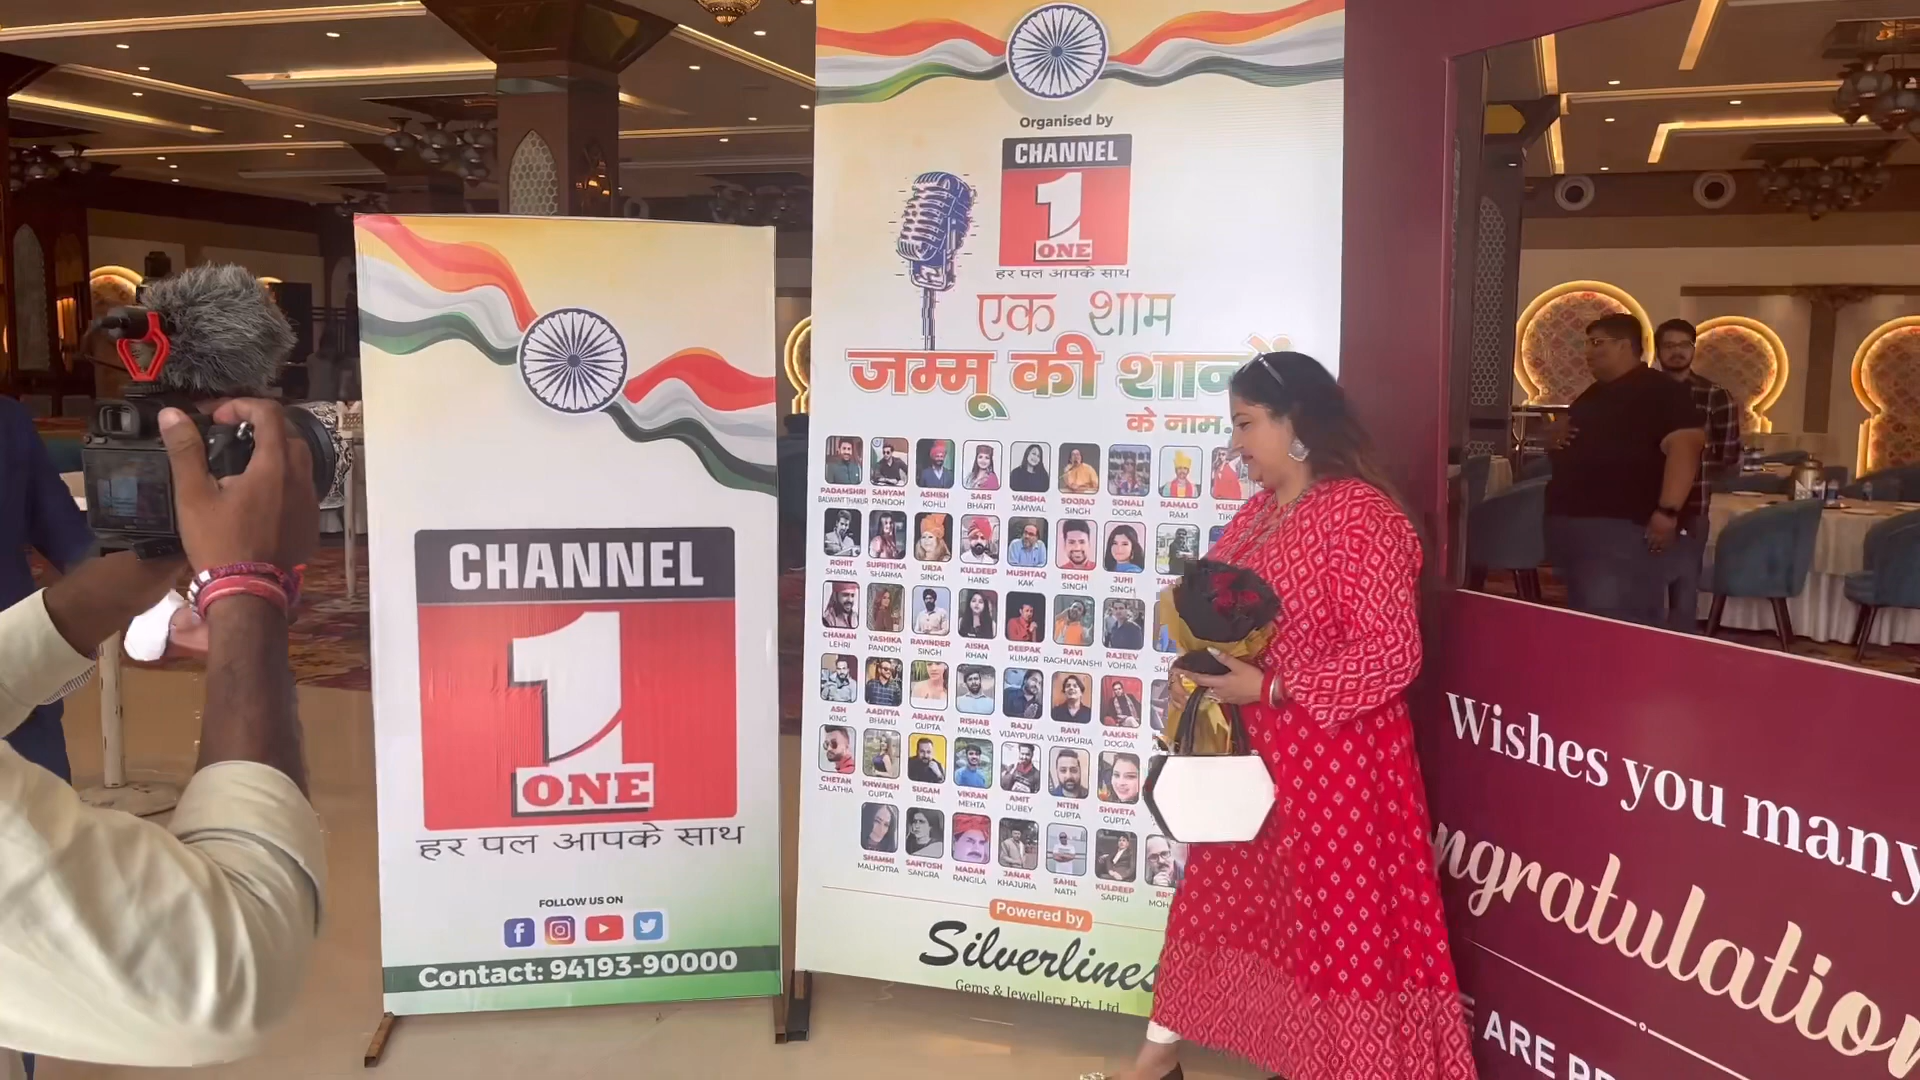 CHANNEL
1
ONE
हर पल आपके साथ
FOLLOW US ON
Contact: 94193-90000
Organised by
CHANNEL
1
ONE
हर पल आपके साथ
एक शाम
जम्मू की शानों
के नाम.
PADAMSHRI SANYAM ASHISH SARS VARSHA SOORAJ SONALI RAMALO
BALWANT THAKUR PANDOH KOHLI BHARTI JAMWAL SINGH DOGRA RAM
ROHIT SUPRITIKA URJA KULDEEP MUSHTAQ ROOHI JUHI
SHARMA SHARMA SINGH HANS KAK SINGH SINGH
CHAMAN YASHIKA RAVINDER AISHA DEEPAK RAVI RAJEEV
LEHRI PANDOH SINGH KHAN KUMAR RAGHUVANSHI VOHRA
ASH AADITYA ARANYA RISHAB RAJU RAVI AAKASH
KING BHANU GUPTA MANHAS VIJAYPURIA VIJAYPURIA DOGRA
CHETAN KHWAISH SUGAM VIKRAN AMIT NITIN SHWETA
SALATHIA GUPTA BRAL MEHTA DUBEY GUPTA GUPTA
SHAMMI SANTOSH MADAN JANAK SAHIL KULDEEP
MALHOTRA SANGRA RANGILA KHAJURIA NATH SAPRU
Powered by
Silverlines
Gems & Jewellery Pvt. Ltd
Wishes you many
ngratulation
ARE